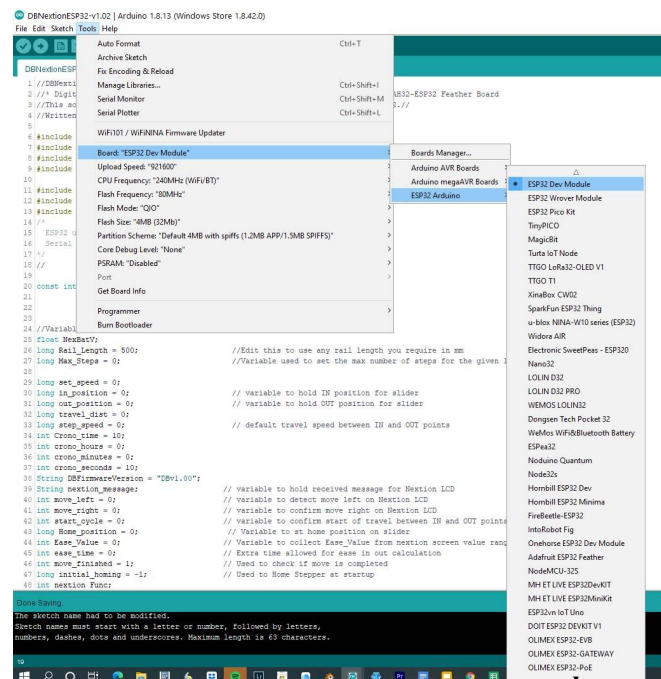 DBNextionESP32-v1.02 | Arduino 1.8.13 (Windows Store 1.8.42.0)
File Edit Sketch Tools Help
Auto Format Ctrl+T
Archive Sketch
Fix Encoding & Reload
Manage Libraries... Ctrl+Shift+I
Serial Monitor Ctrl+Shift+M
Serial Plotter Ctrl+Shift+L
WiFi101 / WiFiNINA Firmware Updater
Board: "ESP32 Dev Module"
Upload Speed: "921600"
CPU Frequency: "240MHz (WiFi/BT)"
Flash Frequency: "80MHz"
Flash Mode: "QIO"
Flash Size: "4MB (32Mb)"
Partition Scheme: "Default 4MB with spiffs (1.2MB APP/1.5MB SPIFFS)"
Core Debug Level: "None"
PSRAM: "Disabled"
Port
Get Board Info
Programmer
Burn Bootloader
Boards Manager...
Arduino AVR Boards
Arduino megaAVR Boards
ESP32 Arduino
ESP32 Dev Module
ESP32 Wrover Module
ESP32 Pico Kit
TinyPICO
MagicBit
Turta IoT Node
TTGO LoRa32-OLED V1
TTGO T1
XinaBox CW02
SparkFun ESP32 Thing
u-blox NINA-W10 series (ESP32)
Widora AIR
Electronic SweetPeas - ESP320
Nano32
LOLIN D32
LOLIN D32 PRO
WEMOS LOLIN32
Dongsen Tech Pocket 32
WeMos WiFi&Bluetooth Battery
ESPea32
Noduino Quantum
Node32s
Hornbill ESP32 Dev
Hornbill ESP32 Minima
FireBeetle-ESP32
IntoRobot Fig
Onehorse ESP32 Dev Module
Adafruit ESP32 Feather
NodeMCU-32S
MH ET LIVE ESP32DevKIT
MH ET LIVE ESP32MiniKit
ESP32vn IoT Uno
DOIT ESP32 DEVKIT V1
OLIMEX ESP32-EVB
OLIMEX ESP32-GATEWAY
OLIMEX ESP32-PoE
DBNextionESP
1 //DBNexti
2 //* Digit AH32-ESP32 Feather Board
3 //This so
4 //Written
5
6 #include
7 #include
8 #include
9 #include
10
11 #include
12 #include
13 #include
14 /*
15 ESP32 u
16 Serial
17 */
18 //
19
20 const int
21
22
23
24 //Variabl
25 float NexBatV;
26 long Rail_Length = 500; //Edit this to use any rail length you require in mm
27 long Max_Steps = 0; //Variable used to set the max number of steps for the given l
28
29 long set_speed = 0;
30 long in_position = 0; // variable to hold IN position for slider
31 long out_position = 0; // variable to hold OUT position for slider
32 long travel_dist = 0;
33 long step_speed = 0; // default travel speed between IN and OUT points
34 int Crono_time = 10;
35 int crono_hours = 0;
36 int crono_minutes = 0;
37 int crono_seconds = 10;
38 String DBFirmwareVersion = "DBv1.00";
39 String nextion_message; // variable to hold received message for Nextion LCD
40 int move_left = 0; // variable to detect move left on Nextion LCD
41 int move_right = 0; // variable to confirm move right on Nextion LCD
42 int start_cycle = 0; // variable to confirm start of travel between IN and OUT points
43 long Home_position = 0; // Variable to st home position on slider
44 int Ease_Value = 0; // Variable to collect Ease_Value from nextion screen value rang
45 int ease_time = 0; // Extra time allowed for ease in out calculation
46 int move_finished = 1; // Used to check if move is completed
47 long initial_homing = -1; // Used to Home Stepper at startup
48 int nextion_Func;
Done Saving.
The sketch name had to be modified.
Sketch names must start with a letter or number, followed by letters,
numbers, dashes, dots and underscores. Maximum length is 63 characters.
19